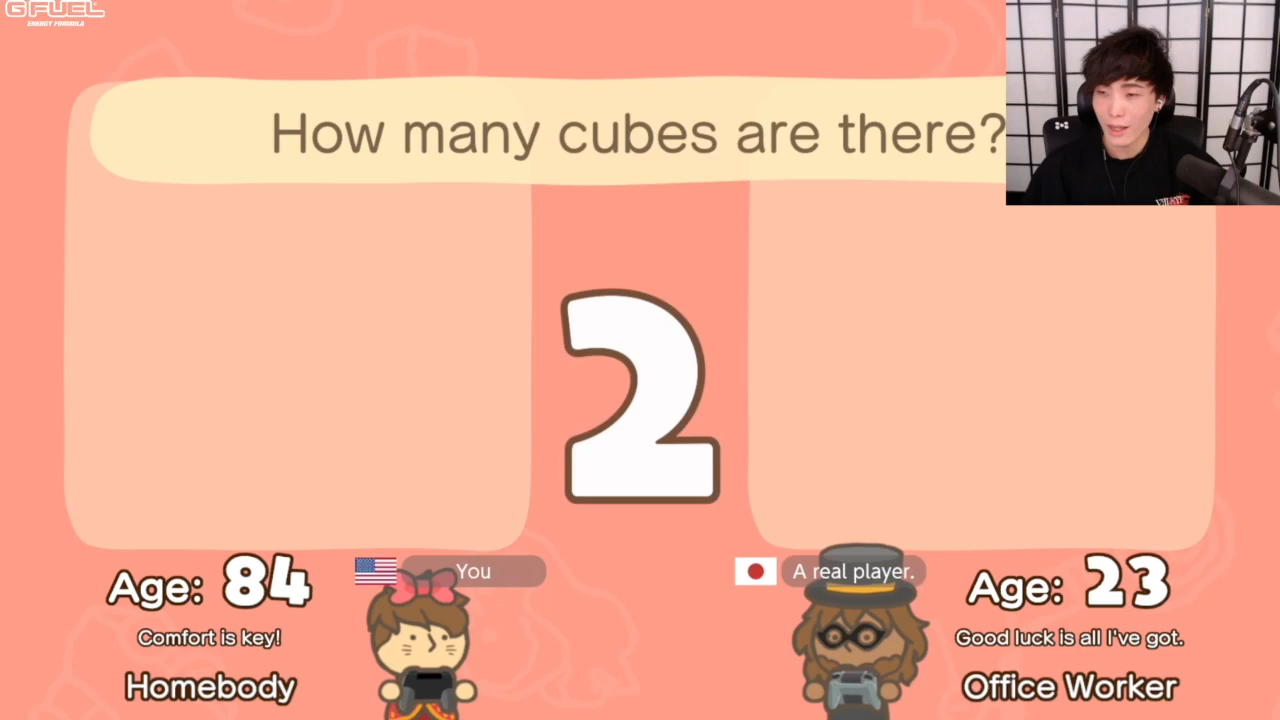 G FUEL
ENERGY FORMULA
How many cubes are there?
2
You
A real player.
Age: 84
Age: 23
Comfort is key!
Good luck is all I've got.
Homebody
Office Worker